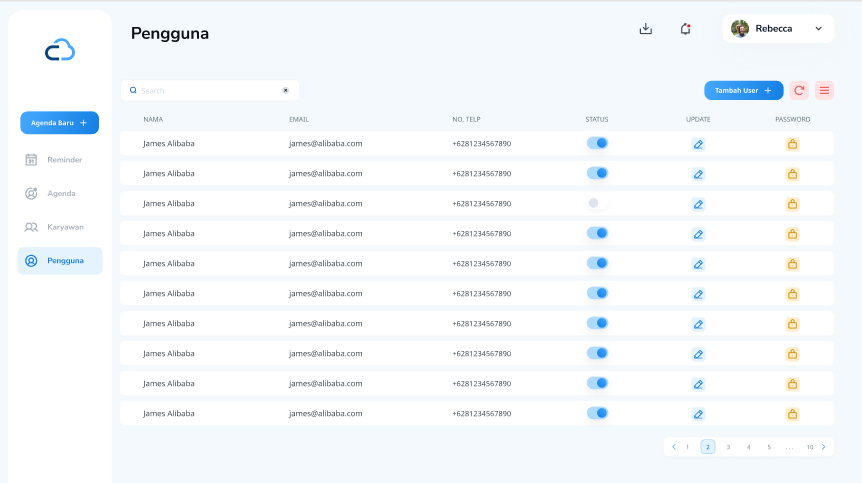 Pengguna
Rebecca
Search
Tambah User
Agenda Baru
Reminder
Agenda
Karyawan
Pengguna
NAMA EMAIL NO. TELP STATUS UPDATE PASSWORD
James Alibaba james@alibaba.com +6281234567890
James Alibaba james@alibaba.com +6281234567890
James Alibaba james@alibaba.com +6281234567890
James Alibaba james@alibaba.com +6281234567890
James Alibaba james@alibaba.com +6281234567890
James Alibaba james@alibaba.com +6281234567890
James Alibaba james@alibaba.com +6281234567890
James Alibaba james@alibaba.com +6281234567890
James Alibaba james@alibaba.com +6281234567890
James Alibaba james@alibaba.com +6281234567890
1 2 3 4 5 ... 10